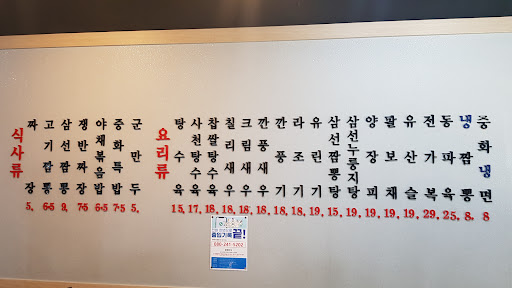 식사류
짜장 5.
고기짬뽕 6.5
삼선짬뽕 9.
쟁반짜장 7.5
야채볶음밥 6.5
중화특밥 7.5
군만두 5.
요리류
탕수육 15.
사천탕수육 17.
찹쌀탕수육 18.
칠리새우 18.
크림새우 18.
깐풍새우 18.
깐풍기 18.
라조기 18.
유린기 19.
삼선짬뽕탕 15.
삼선누룽지탕 19.
양장피 19.
팔보채 19.
유산슬 19.
전가복 29.
동파육 25.
냉짬뽕 8.
중화냉면 8
출입기록 끝!